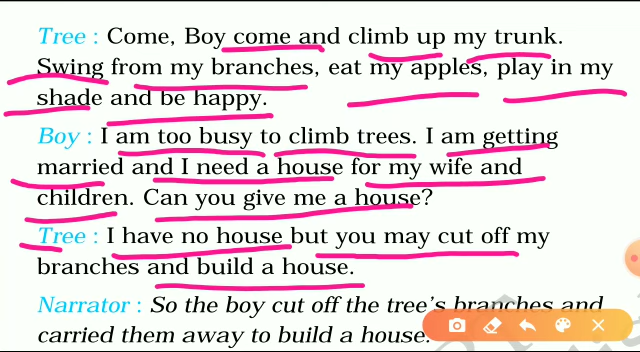 Tree : Come, Boy come and climb up my trunk.
Swing from my branches, eat my apples, play in my
shade and be happy.
Boy : I am too busy to climb trees. I am getting
married and I need a house for my wife and
children. Can you give me a house?
Tree : I have no house but you may cut off my
branches and build a house.
Narrator : So the boy cut off the tree's branches and
carried them away to build a house.